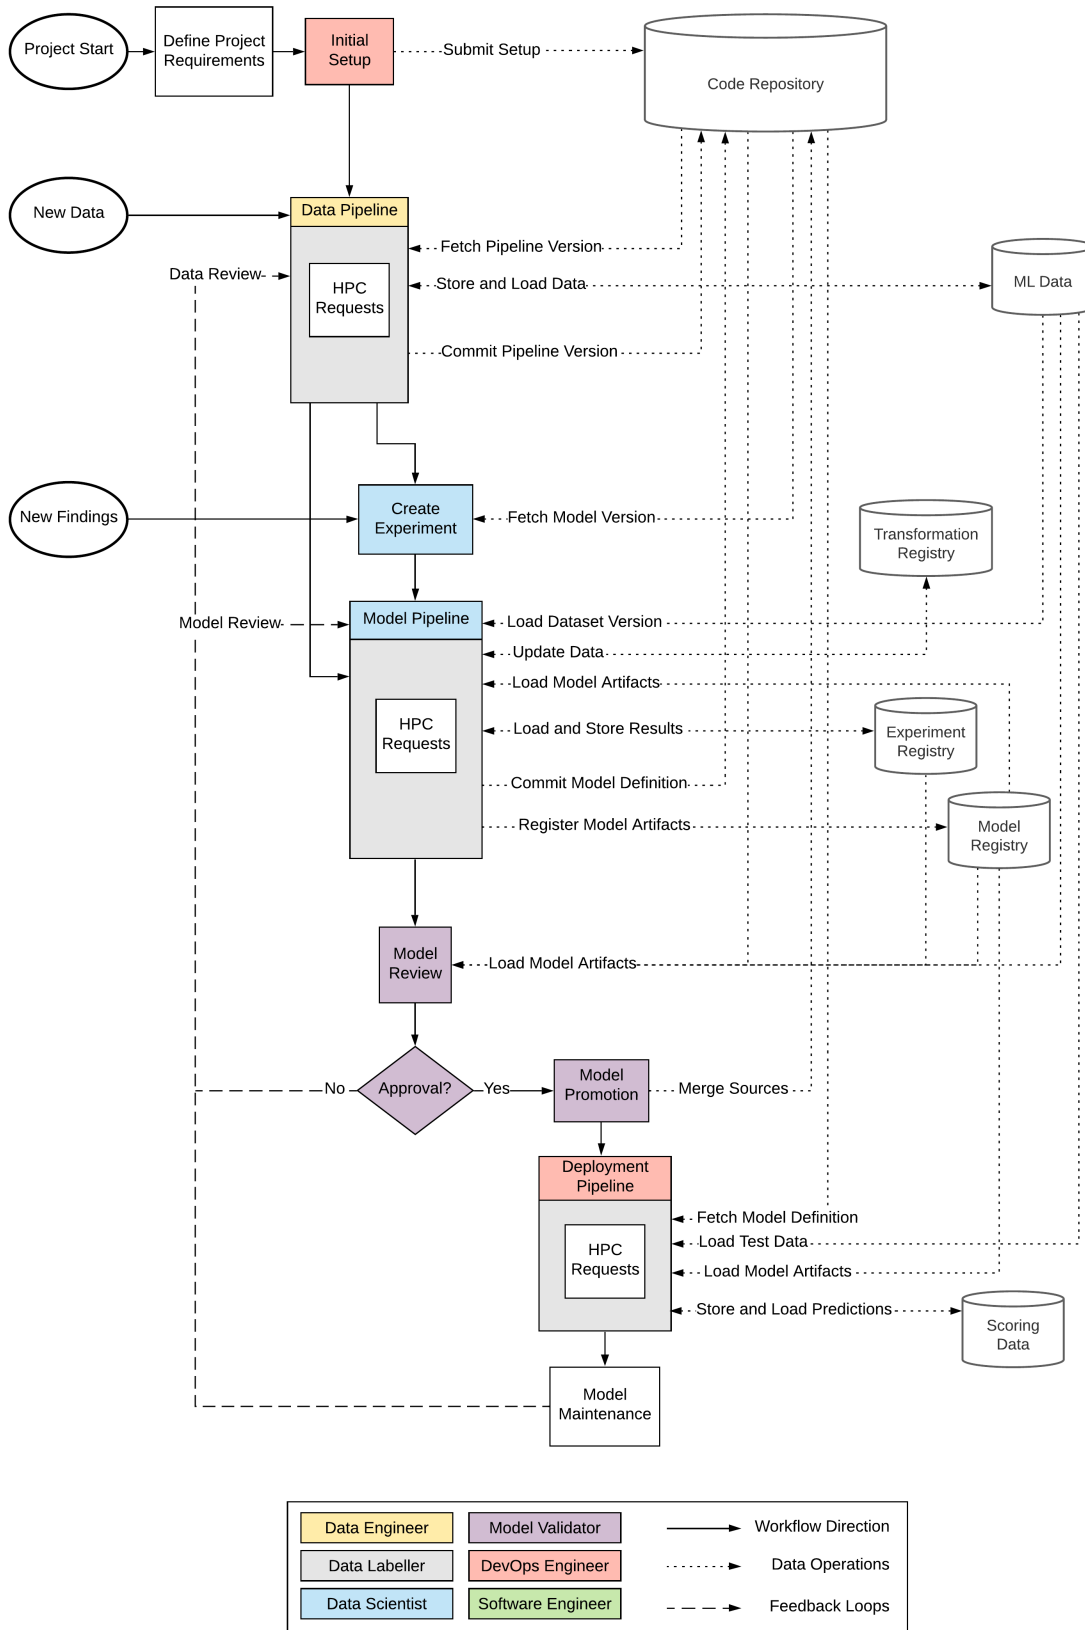 Project Start
Define Project
Requirements
Initial
Setup
Submit Setup
Code Repository
New Data
Data Pipeline
Fetch Pipeline Version
Data Review
HPC
Requests
Store and Load Data
ML Data
Commit Pipeline Version
New Findings
Create
Experiment
Fetch Model Version
Transformation
Registry
Model Review
Model Pipeline
Load Dataset Version
Update Data
Load Model Artifacts
HPC
Requests
Load and Store Results
Experiment
Registry
Commit Model Definition
Register Model Artifacts
Model
Registry
Model
Review
Load Model Artifacts
No
Approval?
Yes
Model
Promotion
Merge Sources
Deployment
Pipeline
Fetch Model Definition
Load Test Data
HPC
Requests
Load Model Artifacts
Store and Load Predictions
Scoring
Data
Model
Maintenance
Data Engineer
Model Validator
Workflow Direction
Data Labeller
DevOps Engineer
Data Operations
Data Scientist
Software Engineer
Feedback Loops